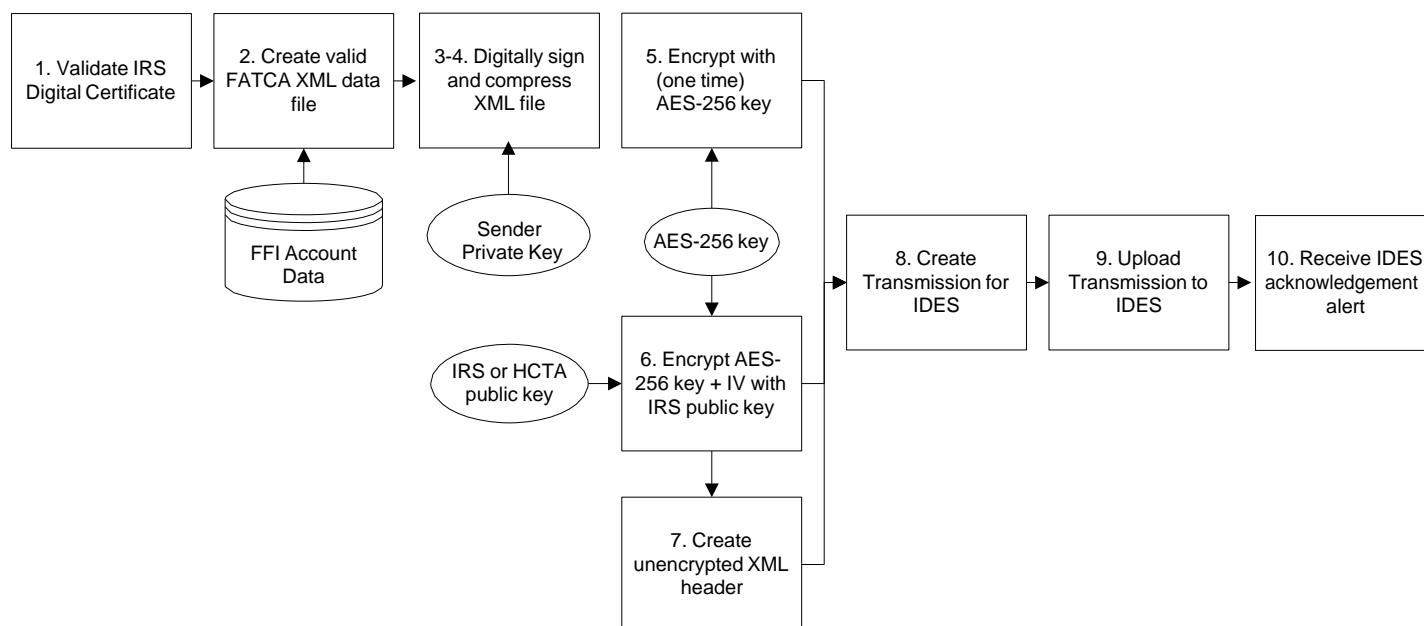 1. Validate IRS
Digital Certificate
2. Create valid
FATCA XML data
file
3-4. Digitally sign
and compress
XML file
5. Encrypt with
(one time)
AES-256 key
FFI Account
Data
Sender
Private Key
AES-256 key
IRS or HCTA
public key
6. Encrypt AES-
256 key + IV with
IRS public key
7. Create
unencrypted XML
header
8. Create
Transmission for
IDES
9. Upload
Transmission to
IDES
10. Receive IDES
acknowledgement
alert